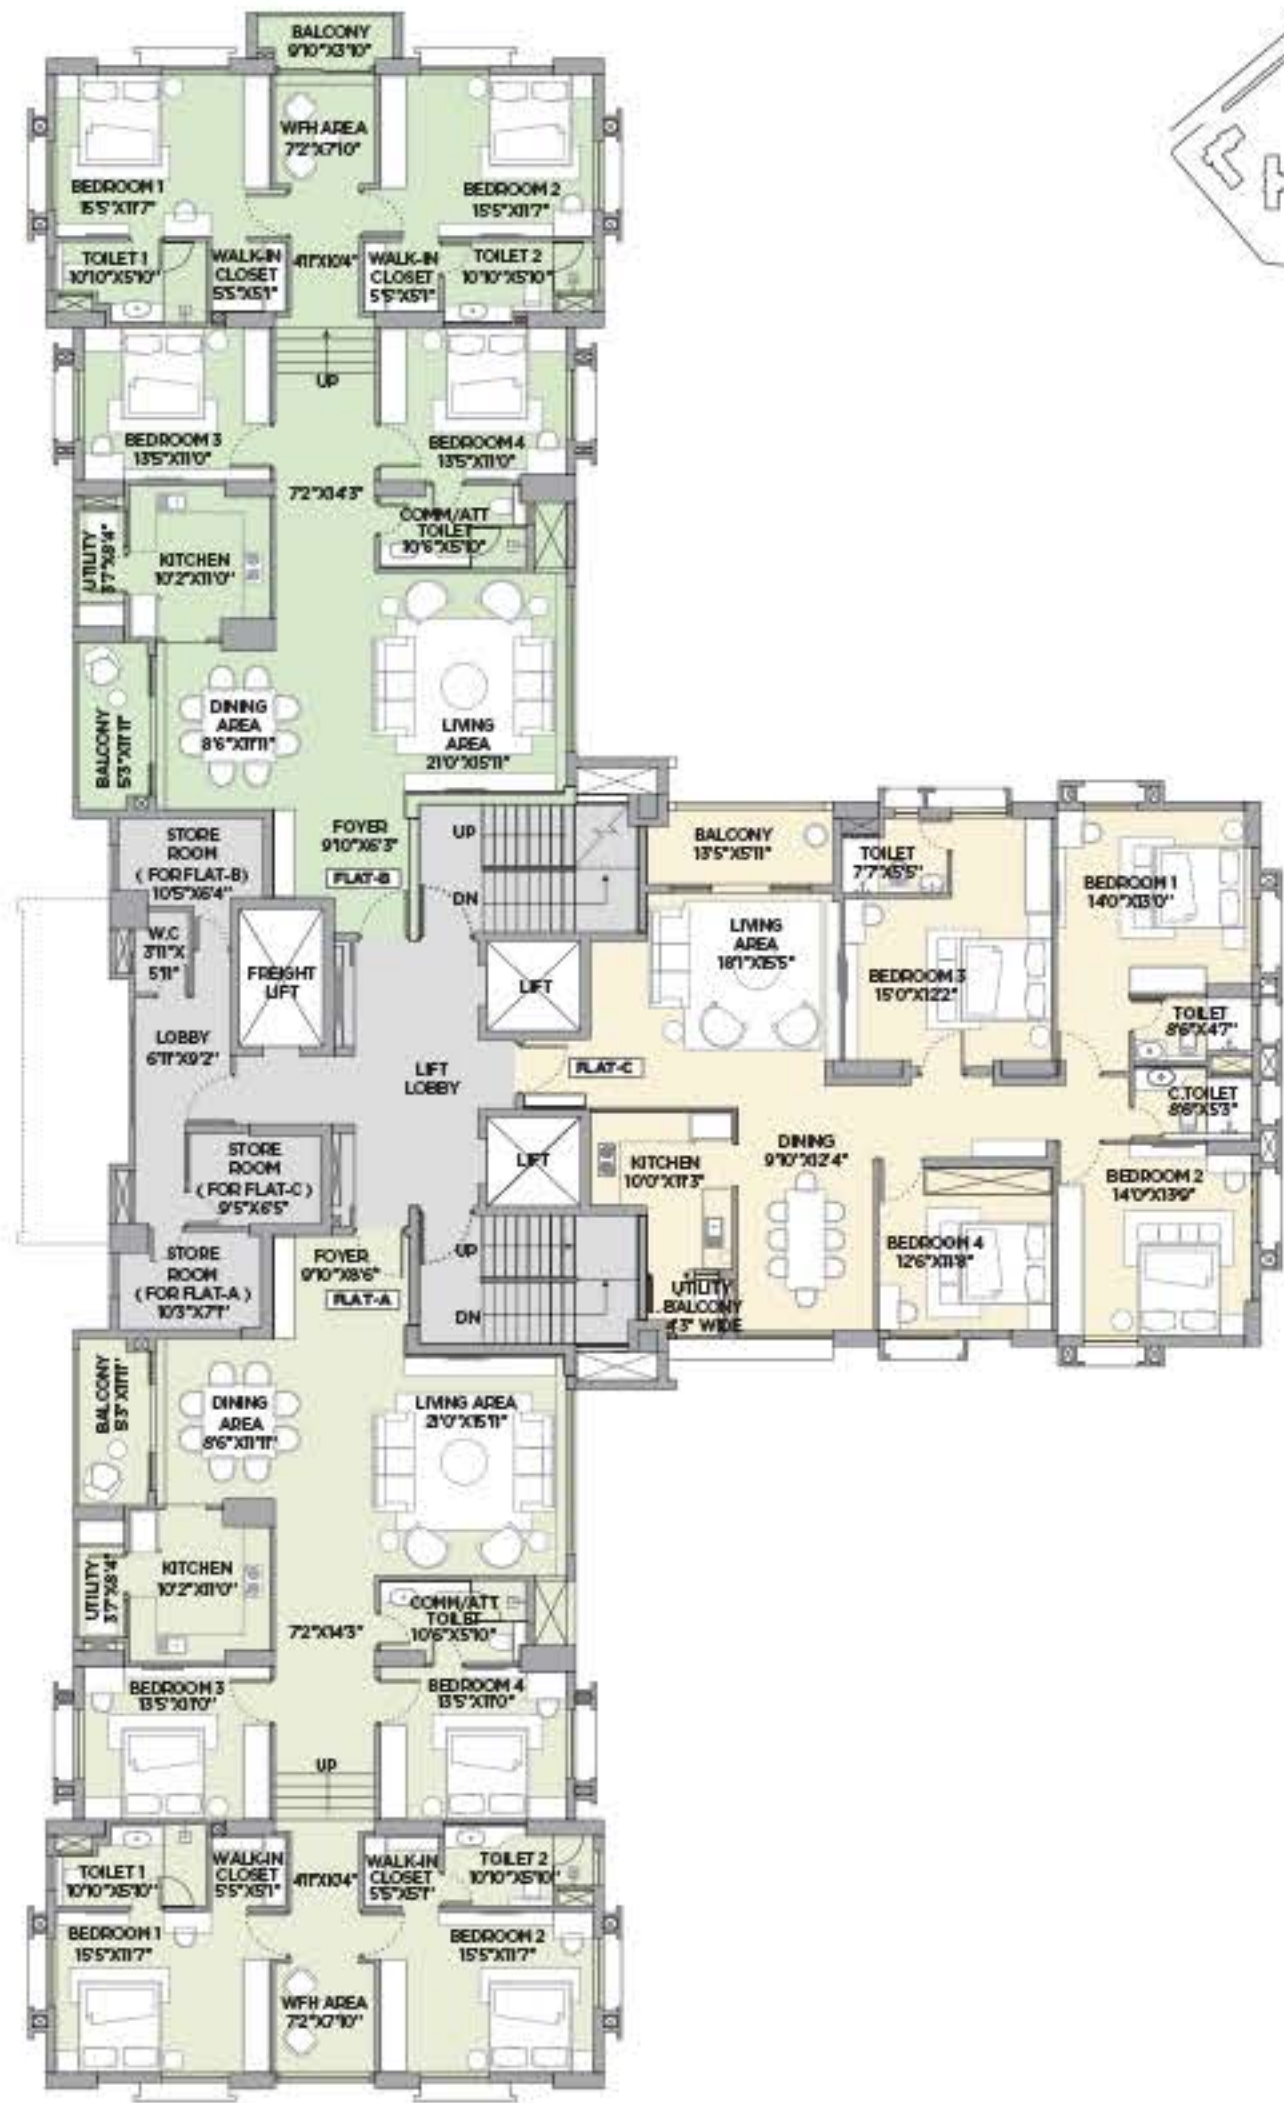 BALCONY
9'10"X3'10"
WFH AREA
7'2"X7'10"
BEDROOM 1
15'5"X11'7"
BEDROOM 2
15'5"X11'7"
TOILET 1
10'10"X5'10"
WALK-IN
CLOSET
5'5"X5'1"
4'11"X10'4"
WALK-IN
CLOSET
5'5"X5'1"
TOILET 2
10'10"X5'10"
UP
BEDROOM 3
13'5"X11'0"
BEDROOM 4
13'5"X11'0"
7'2"X14'3"
COMM/ATT
TOILET
10'6"X5'10"
UTILITY
3'7"X8'4"
KITCHEN
10'2"X11'0"
BALCONY
5'3"X11'11"
DINING
AREA
8'6"X11'11"
LIVING
AREA
21'0"X15'11"
FOYER
9'10"X6'3"
FLAT-B
STORE
ROOM
( FOR FLAT-B)
10'5"X6'4"
UP
DN
BALCONY
13'5"X5'11"
TOILET
7'7"X5'5"
BEDROOM 1
14'0"X13'0"
W.C
3'11"X
5'11"
FREIGHT
LIFT
LIFT
LIVING
AREA
18'1"X15'5"
BEDROOM 3
15'0"X12'2"
LOBBY
6'11"X9'2"
LIFT
LOBBY
FLAT-C
TOILET
8'6"X4'7"
C.TOILET
8'6"X5'3"
STORE
ROOM
( FOR FLAT-C )
9'5"X6'5"
LIFT
KITCHEN
10'0"X11'3"
DINING
9'10"X12'4"
BEDROOM 2
14'0"X13'9"
BEDROOM 4
12'6"X11'8"
UTILITY
BALCONY
4'3" WIDE
STORE
ROOM
(FOR FLAT-A )
10'3"X7'1"
FOYER
9'10"X8'6"
FLAT-A
UP
DN
BALCONY
5'3"X11'11"
DINING
AREA
8'6"X11'11"
LIVING AREA
21'0"X15'11"
UTILITY
3'7"X8'4"
KITCHEN
10'2"X11'0"
COMM/ATT
TOILET
10'6"X5'10"
7'2"X14'3"
BEDROOM 3
13'5"X11'0"
BEDROOM 4
13'5"X11'0"
UP
TOILET 1
10'10"X5'10"
WALK-IN
CLOSET
5'5"X5'1"
4'11"X10'4"
WALK-IN
CLOSET
5'5"X5'1"
TOILET 2
10'10"X5'10"
BEDROOM 1
15'5"X11'7"
BEDROOM 2
15'5"X11'7"
WFH AREA
7'2"X7'10"